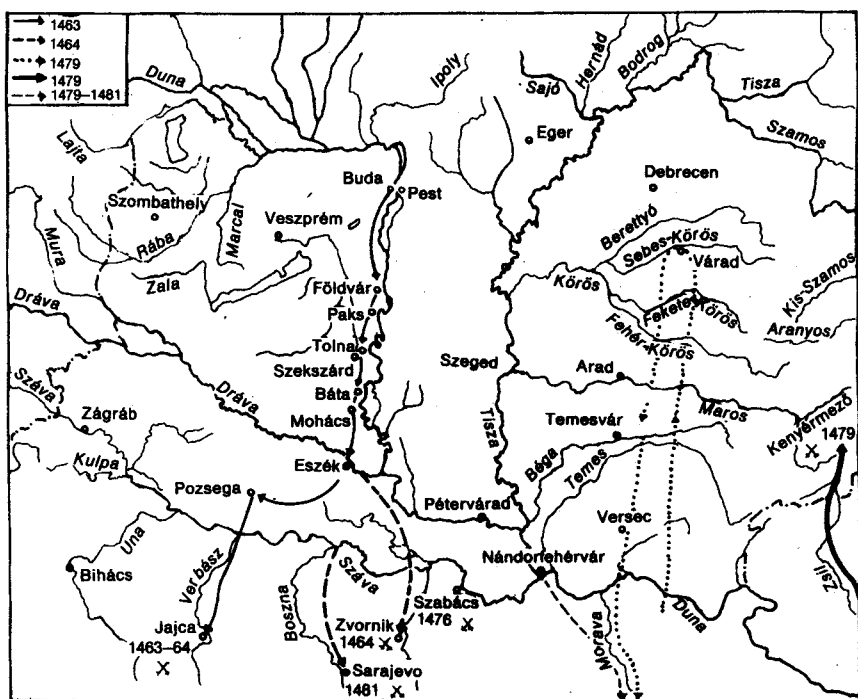 1463
1464
1479
1479
1479–1481
Duna
Lajta
Szombathely
Rába
Marcal
Mura
Zala
Dráva
Veszprém
Ipoly
Sajó
Hernád
Bodrog
Tisza
Szamos
Eger
Buda
Pest
Debrecen
Berettyó
Sebes-Körös
Várad
Körös
Fekete-Körös
Kis-Szamos
Aranyos
Fehér-Körös
Földvár
Paks
Tolna
Szekszárd
Báta
Mohács
Szeged
Arad
Maros
Tisza
Temesvár
Kenyérmező
1479
Béga
Temes
Száva
Zágráb
Dráva
Kulpa
Eszék
Pozsega
Pétervárad
Versec
Nándorfehérvár
Una
Bihács
Verbász
Boszna
Száva
Szabács
1476
Zvornik
1464
Jajca
1463–64
Sarajevo
1481
Morava
Duna
Zsil